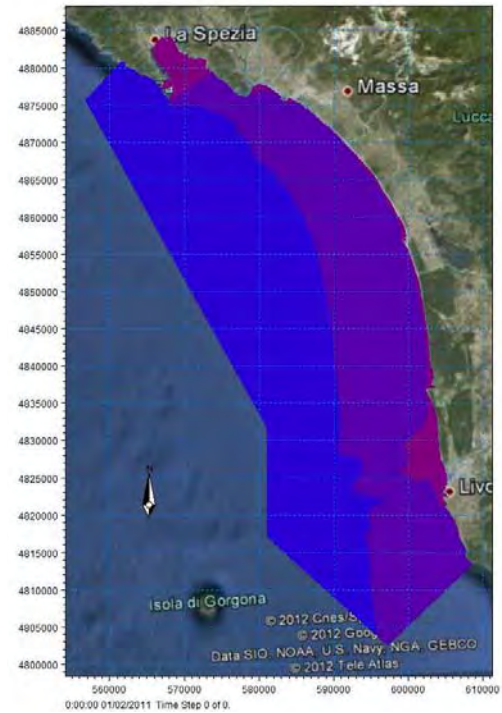 4885000
4880000
4875000
4870000
4865000
4860000
4855000
4850000
4845000
4840000
4835000
4830000
4825000
4820000
4815000
4810000
4805000
4800000
La Spezia
Massa
Lucca
N
Livo
Isola di Gorgona
© 2012 Cnes/S
© 2012 Goog
Data SIO, NOAA, U.S. Navy, NGA, GEBCO
© 2012 Tele Atlas
560000 570000 580000 590000 600000 610000
0:00:00 01/02/2011 Time Step 0 of 0.